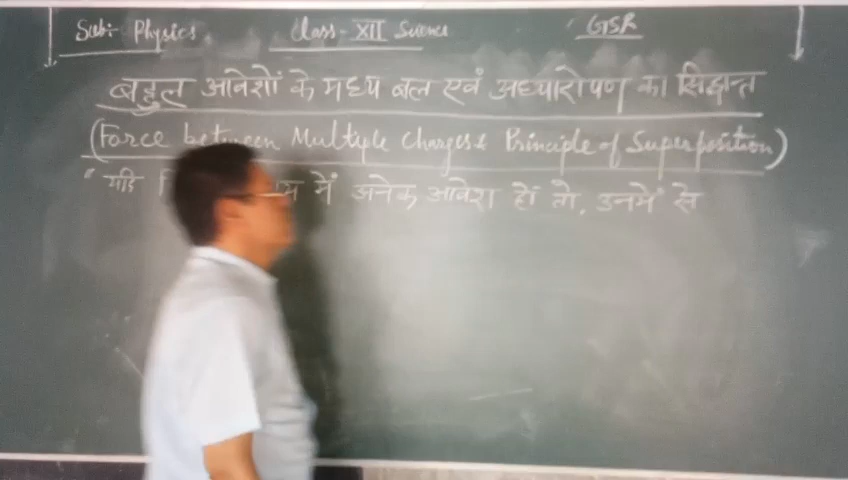 Sub:- Physics Class- XII Science GSR
बहुल आवेशों के मध्य बल एवं अध्यारोपण का सिद्धान्त
(Force between Multiple Charges & Principle of Superposition)
" यदि में अनेक आवेश हों तो, उनमें से